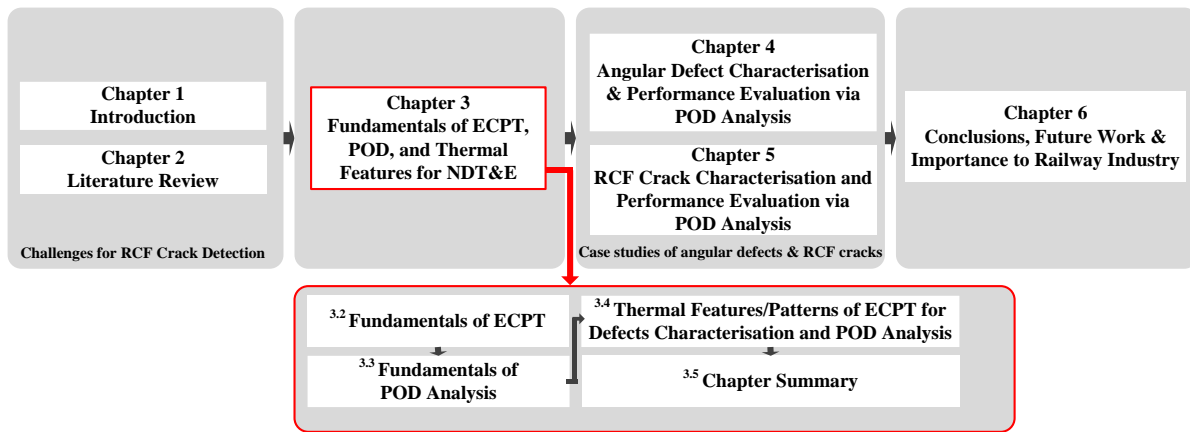 Chapter 1
Introduction
Chapter 2
Literature Review
Challenges for RCF Crack Detection
Chapter 3
Fundamentals of ECPT,
POD, and Thermal
Features for NDT&E
Chapter 4
Angular Defect Characterisation
& Performance Evaluation via
POD Analysis
Chapter 5
RCF Crack Characterisation and
Performance Evaluation via
POD Analysis
Case studies of angular defects & RCF cracks
Chapter 6
Conclusions, Future Work &
Importance to Railway Industry
3.2 Fundamentals of ECPT
3.3 Fundamentals of
POD Analysis
3.4 Thermal Features/Patterns of ECPT for
Defects Characterisation and POD Analysis
3.5 Chapter Summary